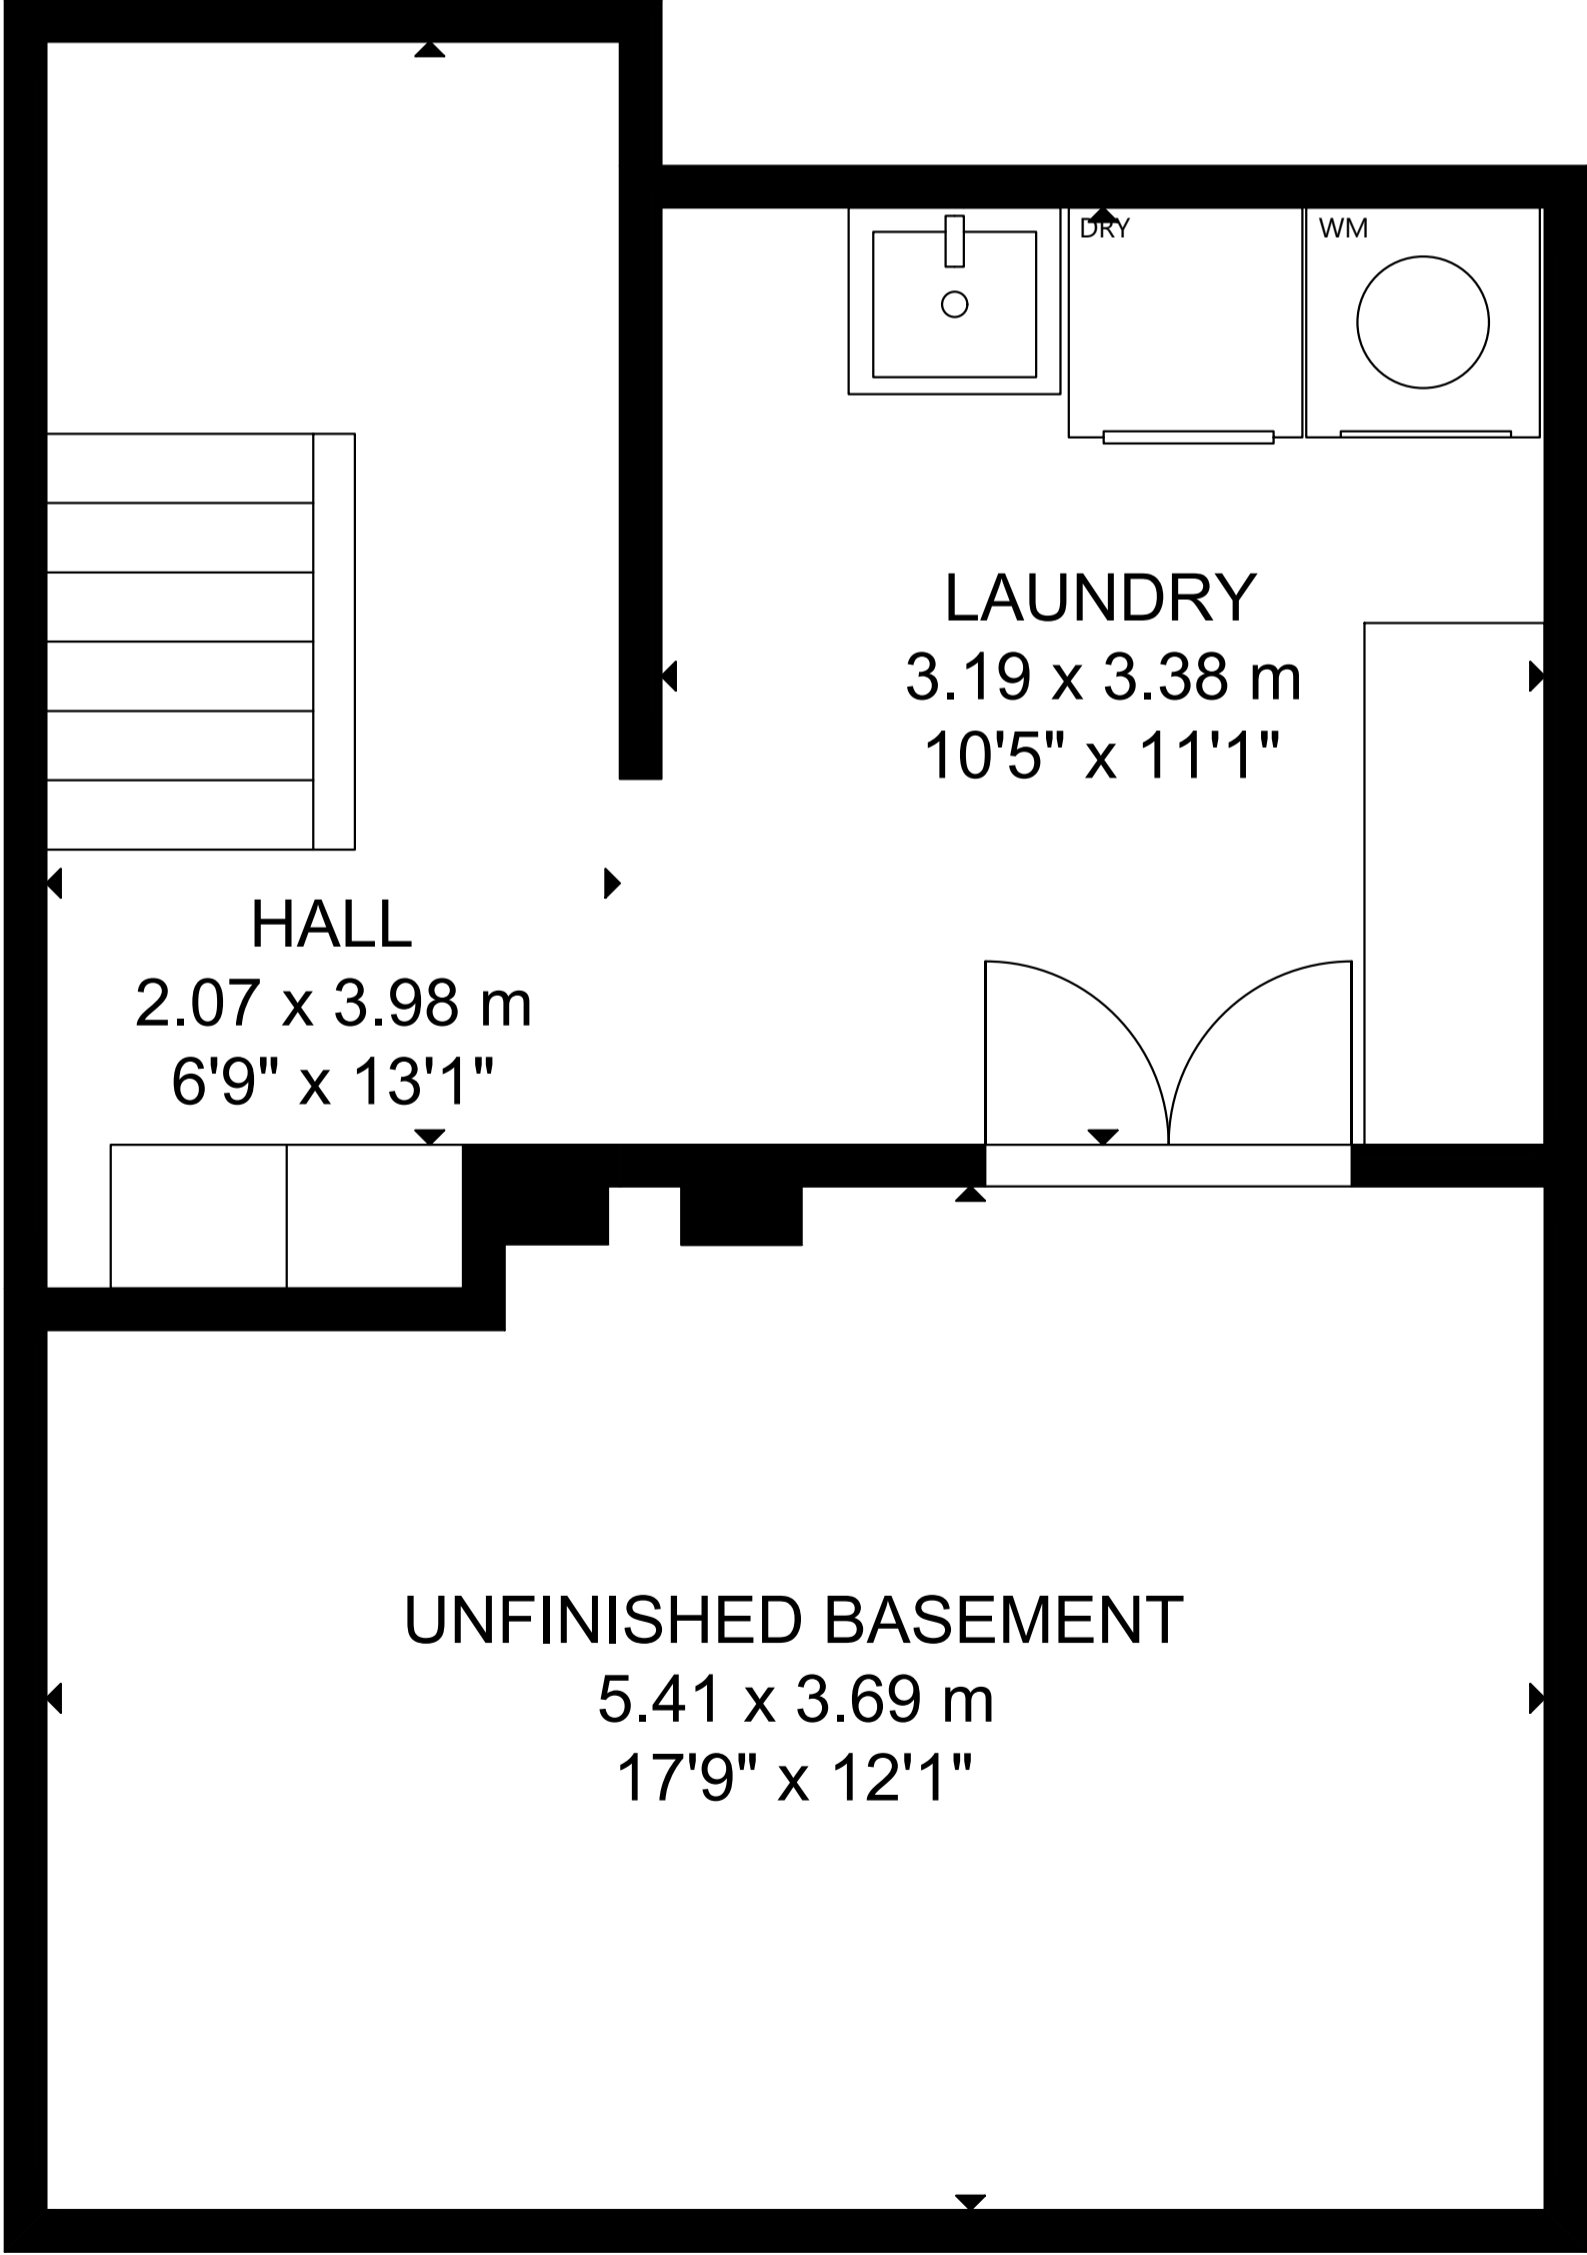 DRY
WM
LAUNDRY
3.19 x 3.38 m
10'5" x 11'1"
HALL
2.07 x 3.98 m
6'9" x 13'1"
UNFINISHED BASEMENT
5.41 x 3.69 m
17'9" x 12'1"